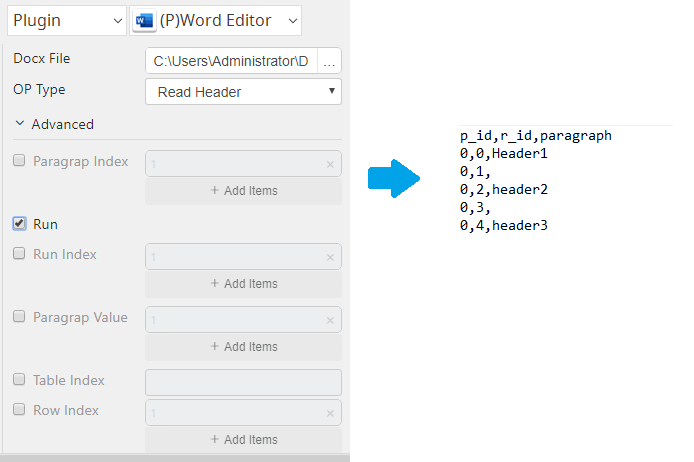 Plugin
(P)Word Editor
Docx File
C:\Users\Administrator\D
...
OP Type
Read Header
Advanced
Paragrap Index
1
+ Add Items
Run
Run Index
1
+ Add Items
Paragrap Value
1
+ Add Items
Table Index
Row Index
1
+ Add Items
p_id,r_id,paragraph
0,0,Header1
0,1,
0,2,header2
0,3,
0,4,header3